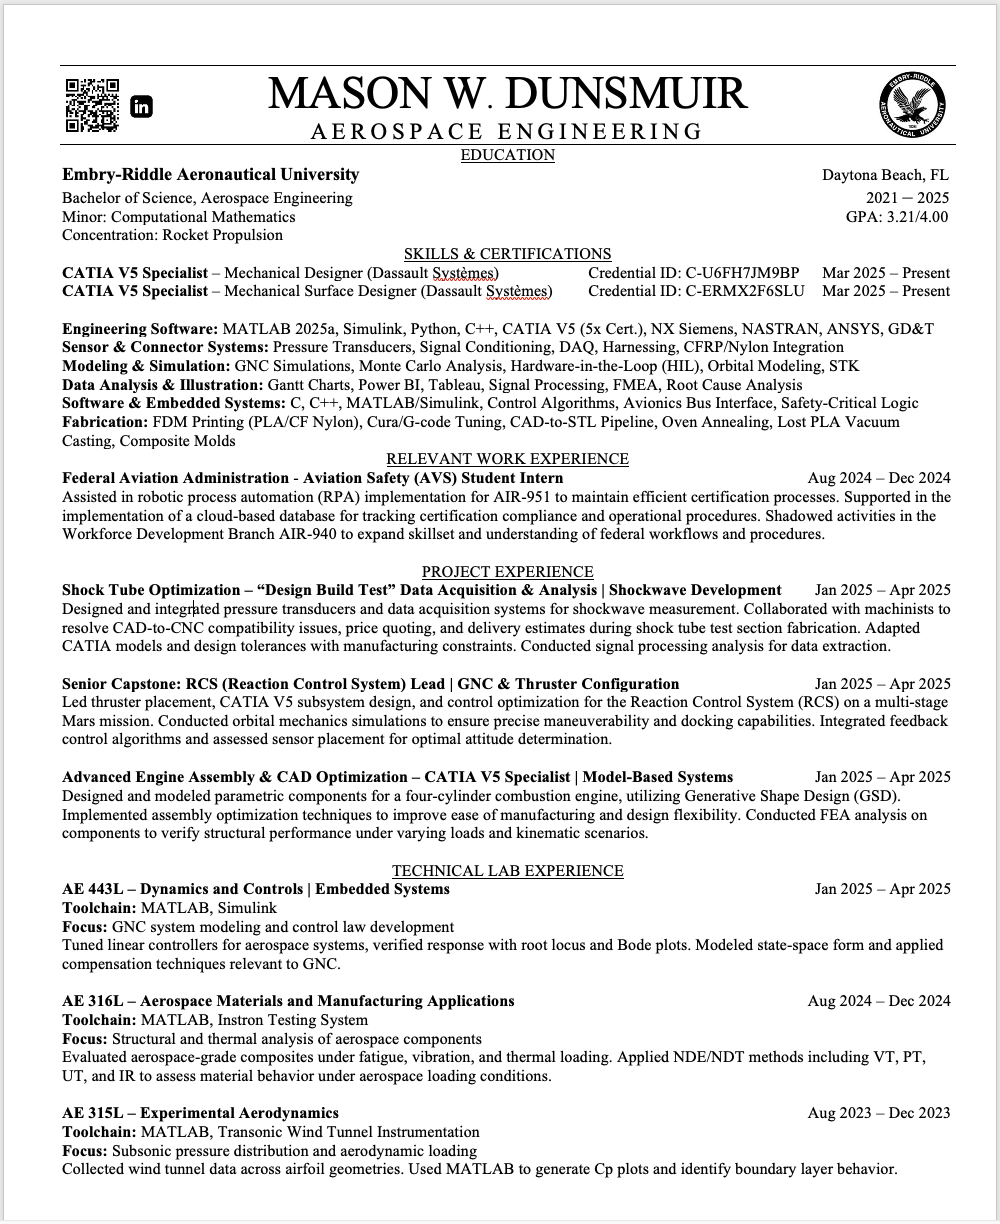 MASON W. DUNSMUIR
AEROSPACE ENGINEERING
in
EMBRY-RIDDLE
AERONAUTICAL UNIVERSITY
EDUCATION
Embry-Riddle Aeronautical University Daytona Beach, FL
Bachelor of Science, Aerospace Engineering 2021 – 2025
Minor: Computational Mathematics GPA: 3.21/4.00
Concentration: Rocket Propulsion
SKILLS & CERTIFICATIONS
CATIA V5 Specialist – Mechanical Designer (Dassault Systèmes) Credential ID: C-U6FH7JM9BP Mar 2025 – Present
CATIA V5 Specialist – Mechanical Surface Designer (Dassault Systèmes) Credential ID: C-ERMX2F6SLU Mar 2025 – Present
Engineering Software: MATLAB 2025a, Simulink, Python, C++, CATIA V5 (5x Cert.), NX Siemens, NASTRAN, ANSYS, GD&T
Sensor & Connector Systems: Pressure Transducers, Signal Conditioning, DAQ, Harnessing, CFRP/Nylon Integration
Modeling & Simulation: GNC Simulations, Monte Carlo Analysis, Hardware-in-the-Loop (HIL), Orbital Modeling, STK
Data Analysis & Illustration: Gantt Charts, Power BI, Tableau, Signal Processing, FMEA, Root Cause Analysis
Software & Embedded Systems: C, C++, MATLAB/Simulink, Control Algorithms, Avionics Bus Interface, Safety-Critical Logic
Fabrication: FDM Printing (PLA/CF Nylon), Cura/G-code Tuning, CAD-to-STL Pipeline, Oven Annealing, Lost PLA Vacuum
Casting, Composite Molds
RELEVANT WORK EXPERIENCE
Federal Aviation Administration - Aviation Safety (AVS) Student Intern Aug 2024 – Dec 2024
Assisted in robotic process automation (RPA) implementation for AIR-951 to maintain efficient certification processes. Supported in the
implementation of a cloud-based database for tracking certification compliance and operational procedures. Shadowed activities in the
Workforce Development Branch AIR-940 to expand skillset and understanding of federal workflows and procedures.
PROJECT EXPERIENCE
Shock Tube Optimization – “Design Build Test” Data Acquisition & Analysis | Shockwave Development Jan 2025 – Apr 2025
Designed and integrated pressure transducers and data acquisition systems for shockwave measurement. Collaborated with machinists to
resolve CAD-to-CNC compatibility issues, price quoting, and delivery estimates during shock tube test section fabrication. Adapted
CATIA models and design tolerances with manufacturing constraints. Conducted signal processing analysis for data extraction.
Senior Capstone: RCS (Reaction Control System) Lead | GNC & Thruster Configuration Jan 2025 – Apr 2025
Led thruster placement, CATIA V5 subsystem design, and control optimization for the Reaction Control System (RCS) on a multi-stage
Mars mission. Conducted orbital mechanics simulations to ensure precise maneuverability and docking capabilities. Integrated feedback
control algorithms and assessed sensor placement for optimal attitude determination.
Advanced Engine Assembly & CAD Optimization – CATIA V5 Specialist | Model-Based Systems Jan 2025 – Apr 2025
Designed and modeled parametric components for a four-cylinder combustion engine, utilizing Generative Shape Design (GSD).
Implemented assembly optimization techniques to improve ease of manufacturing and design flexibility. Conducted FEA analysis on
components to verify structural performance under varying loads and kinematic scenarios.
TECHNICAL LAB EXPERIENCE
AE 443L – Dynamics and Controls | Embedded Systems Jan 2025 – Apr 2025
Toolchain: MATLAB, Simulink
Focus: GNC system modeling and control law development
Tuned linear controllers for aerospace systems, verified response with root locus and Bode plots. Modeled state-space form and applied
compensation techniques relevant to GNC.
AE 316L – Aerospace Materials and Manufacturing Applications Aug 2024 – Dec 2024
Toolchain: MATLAB, Instron Testing System
Focus: Structural and thermal analysis of aerospace components
Evaluated aerospace-grade composites under fatigue, vibration, and thermal loading. Applied NDE/NDT methods including VT, PT,
UT, and IR to assess material behavior under aerospace loading conditions.
AE 315L – Experimental Aerodynamics Aug 2023 – Dec 2023
Toolchain: MATLAB, Transonic Wind Tunnel Instrumentation
Focus: Subsonic pressure distribution and aerodynamic loading
Collected wind tunnel data across airfoil geometries. Used MATLAB to generate Cp plots and identify boundary layer behavior.